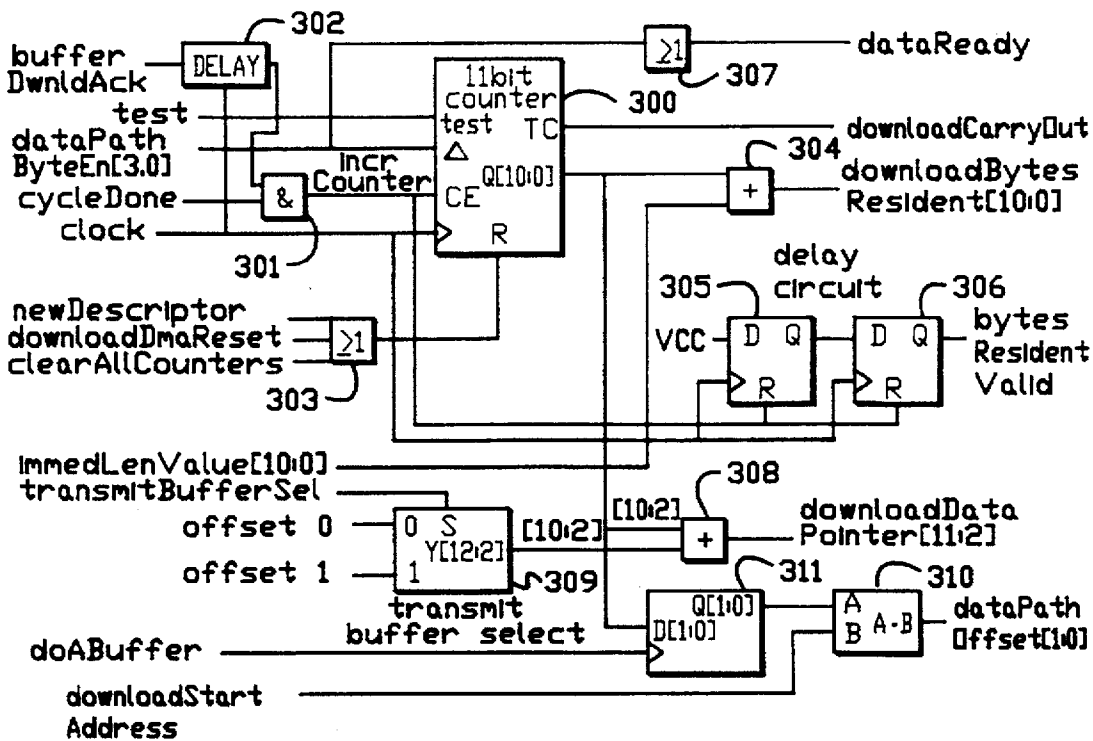 302
buffer
DwnldAck
DELAY
test
dataPath
ByteEn[3.0]
cycleDone
clock
&
301
Incr
Counter
11bit
counter
test
TC
Q[10:0]
CE
R
300
≥1
307
dataReady
downloadCarryOut
304
+
downloadBytes
Resident[10:0]
newDescriptor
downloadDmaReset
clearAllCounters
≥1
303
delay
circuit
305
306
VCC
D Q
R
D Q
R
bytes
Resident
Valid
ImmedLenValue[10:0]
transmitBufferSel
offset 0
offset 1
0 S
Y[12:2]
1
309
transmit
buffer select
[10:2]
[10:2]
308
+
downloadData
Pointer[11:2]
311
Q[1:0]
D[1:0]
310
A
B
A-B
dataPath
Offset[1:0]
doABuffer
downloadStart
Address